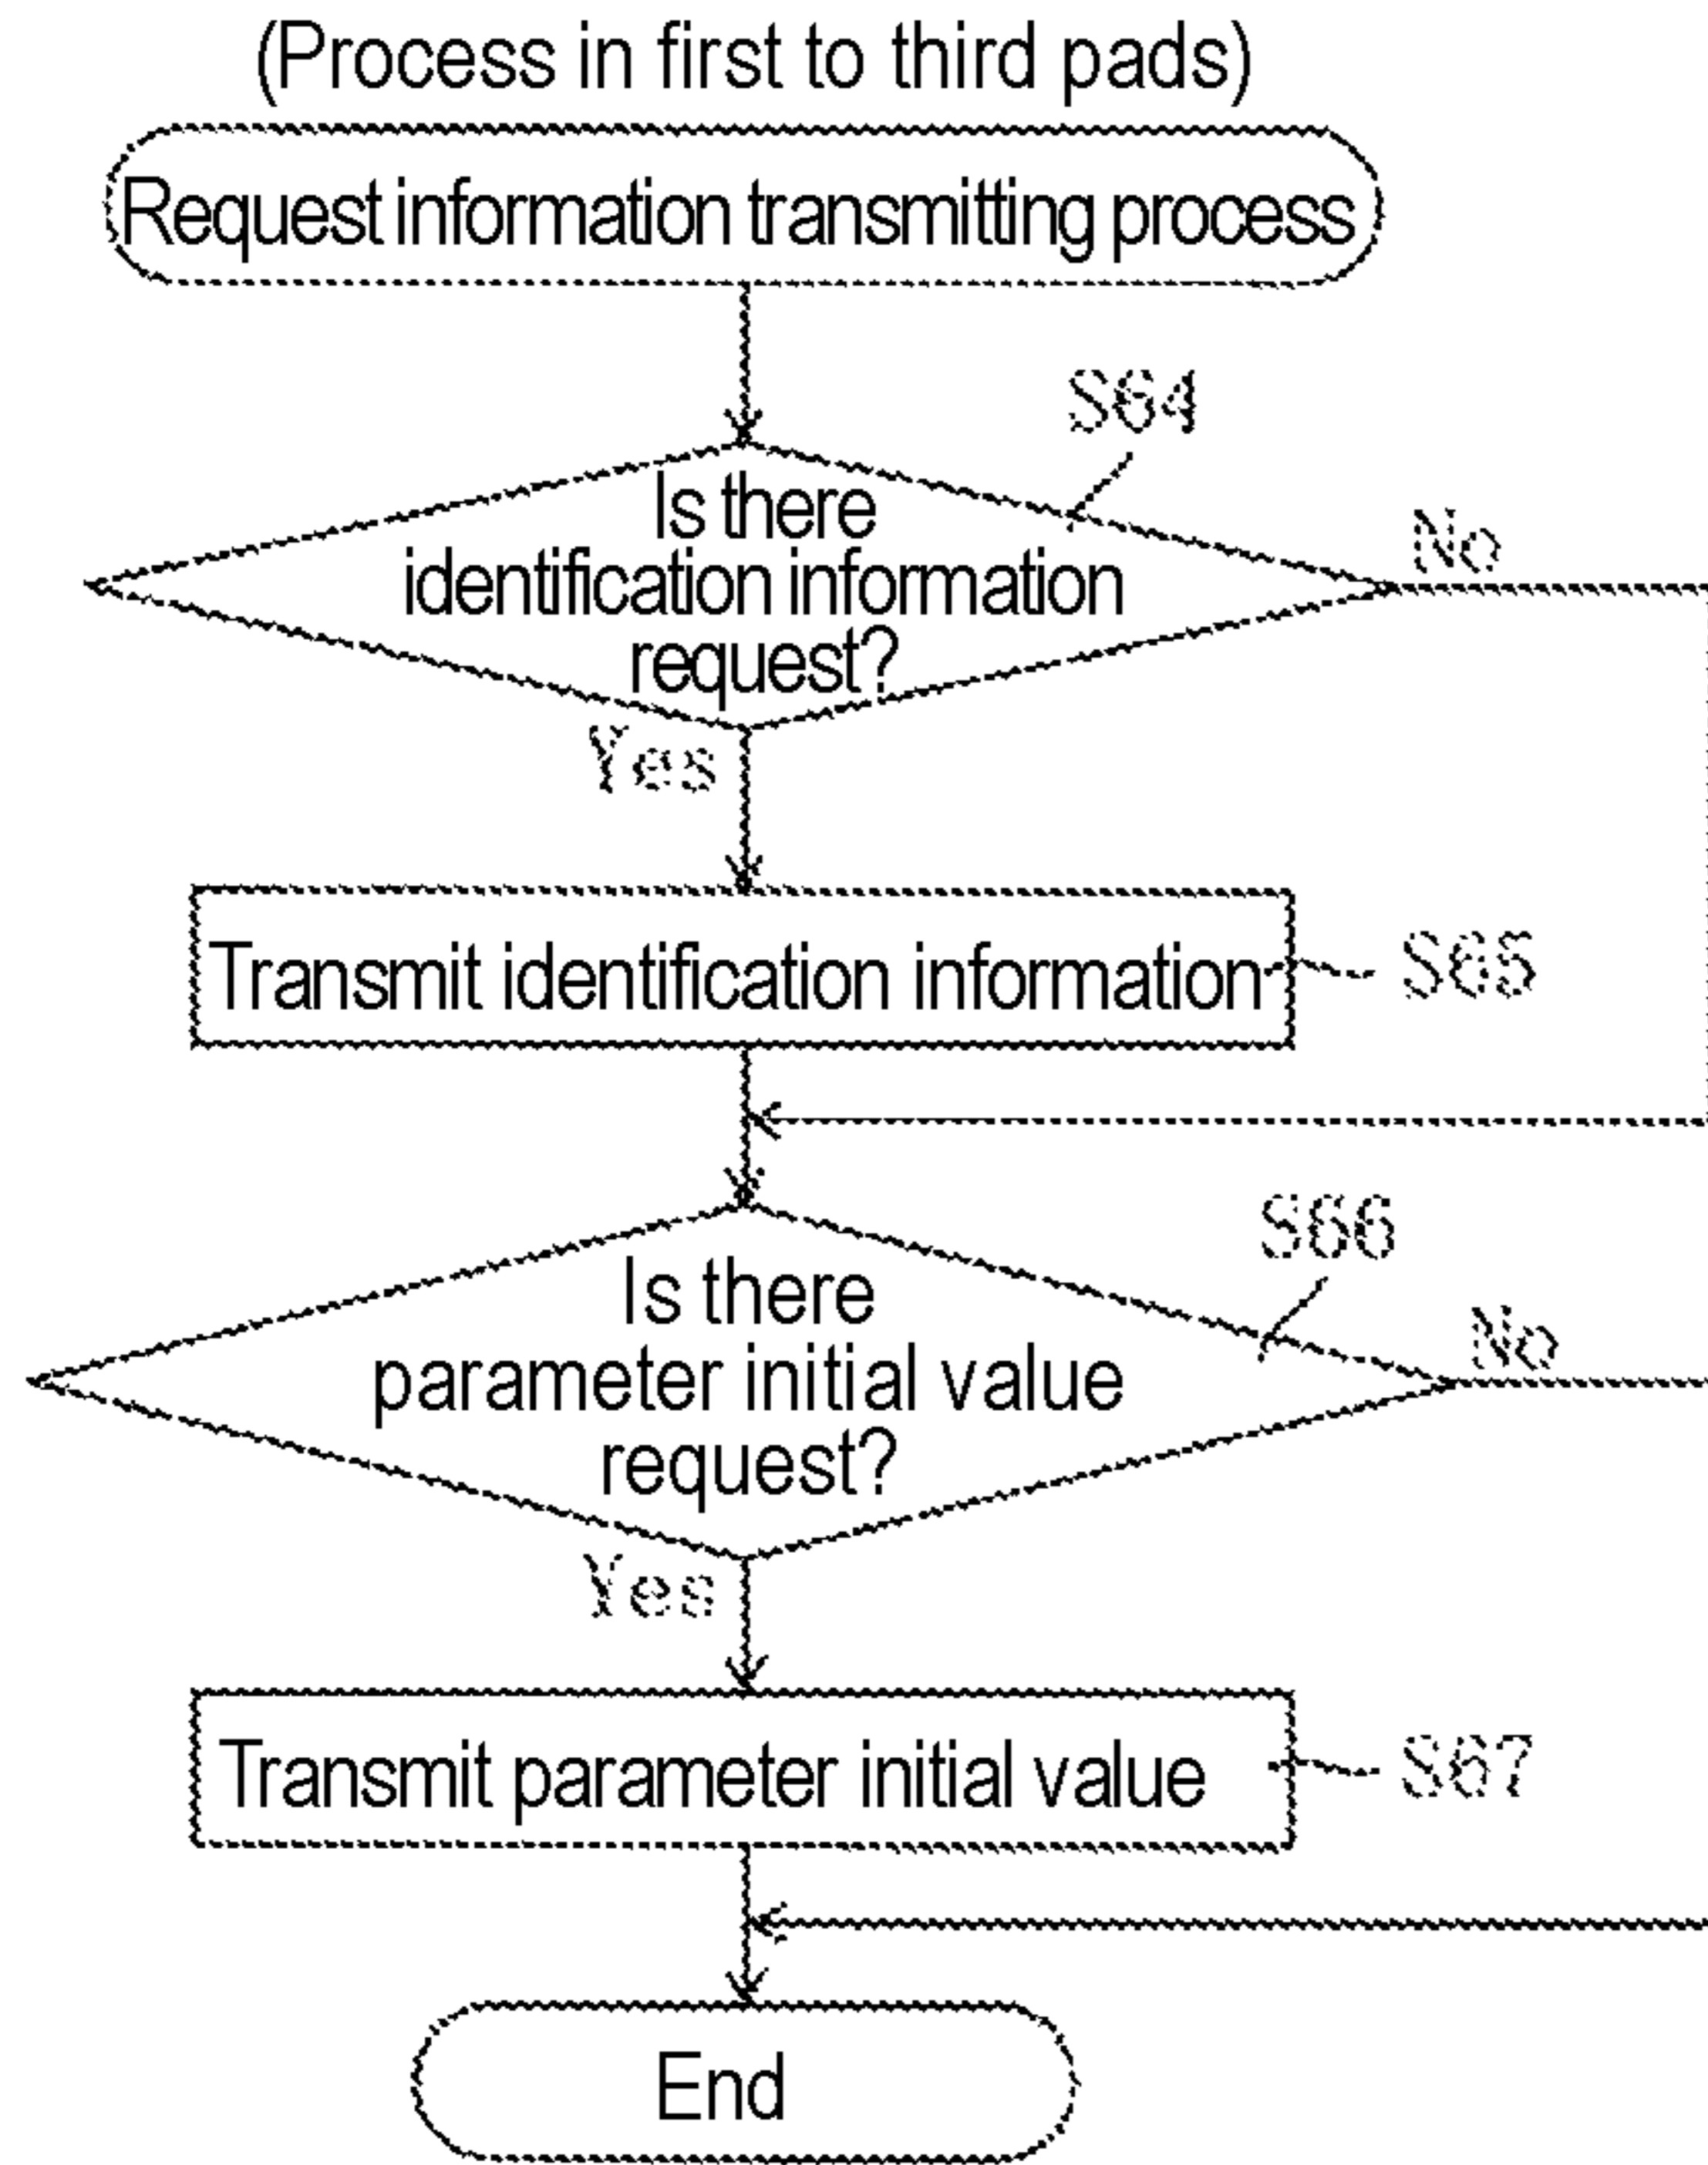 (Process in first to third pads)
Request information transmitting process
S64
Is there
identification information
request?
No
Yes
Transmit identification information
S65
S66
Is there
parameter initial value
request?
No
Yes
Transmit parameter initial value
S67
End